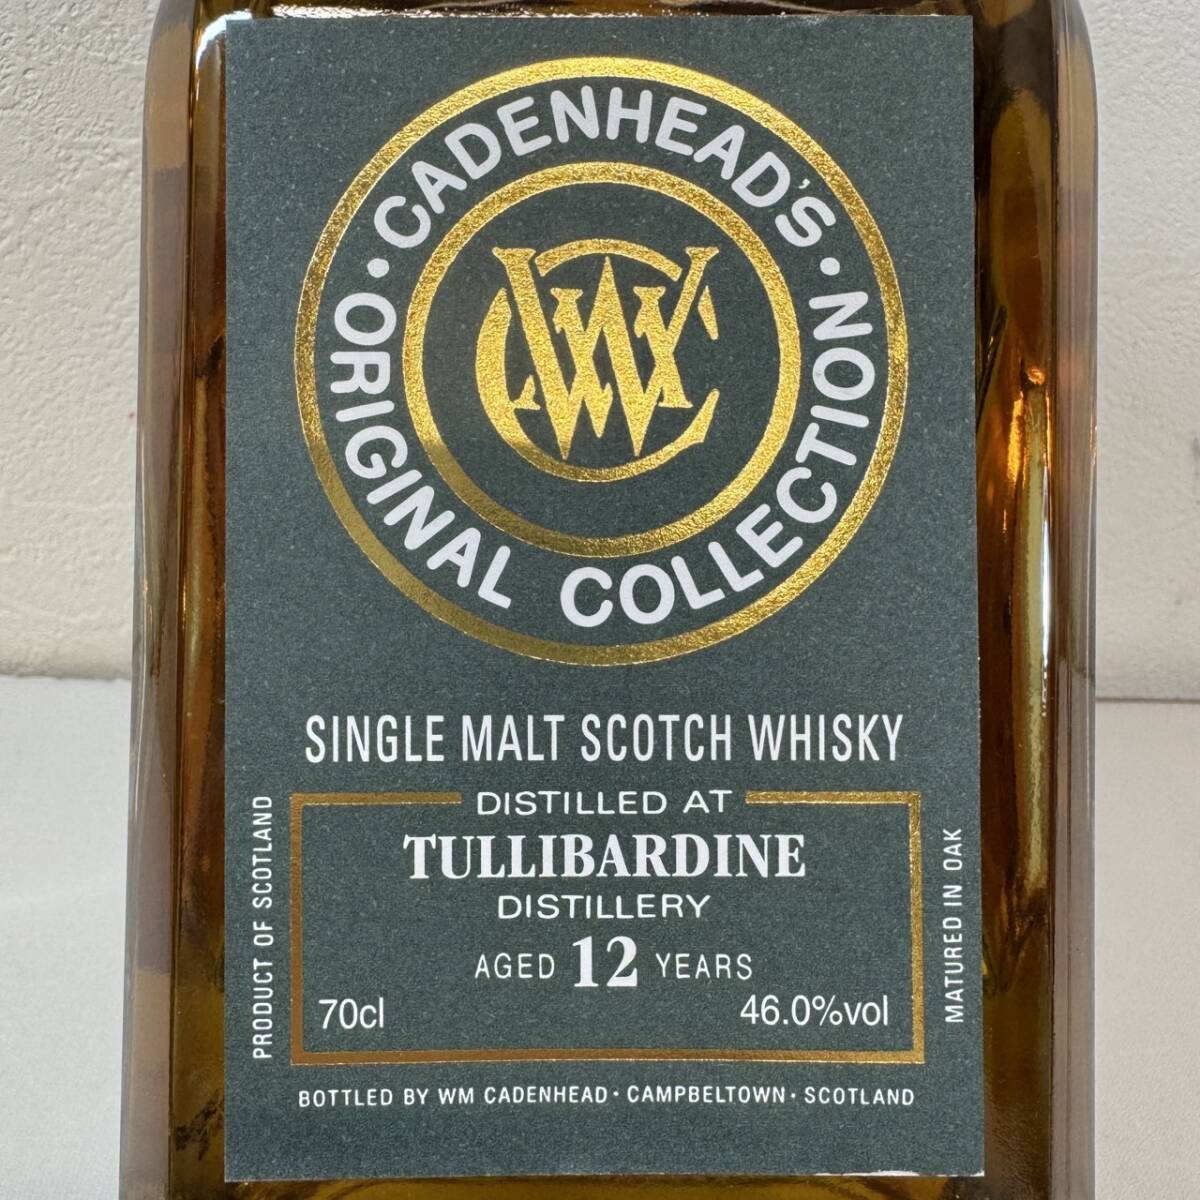 · CADENHEAD'S ·
ORIGINAL COLLECTION
WC
SINGLE MALT SCOTCH WHISKY
DISTILLED AT
TULLIBARDINE
DISTILLERY
AGED 12 YEARS
70cl 46.0%vol
PRODUCT OF SCOTLAND
MATURED IN OAK
BOTTLED BY WM CADENHEAD · CAMPBELTOWN · SCOTLAND